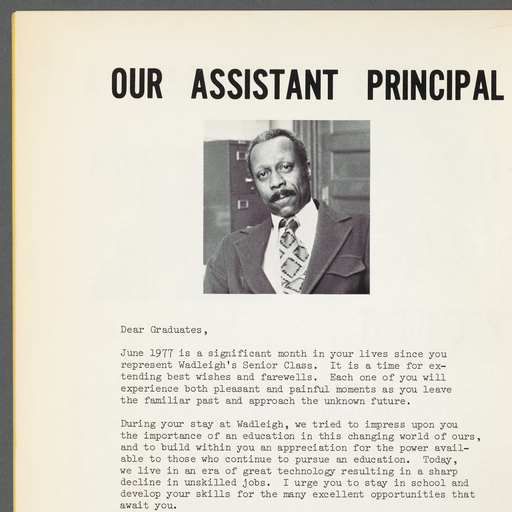 OUR ASSISTANT PRINCIPAL
Dear Graduates,
June 1977 is a significant month in your lives since you
represent Wadleigh's Senior Class. It is a time for ex-
tending best wishes and farewells. Each one of you will
experience both pleasant and painful moments as you leave
the familiar past and approach the unknown future.
During your stay at Wadleigh, we tried to impress upon you
the importance of an education in this changing world of ours,
and to build within you an appreciation for the power avail-
able to those who continue to pursue an education. Today,
we live in an era of great technology resulting in a sharp
decline in unskilled jobs. I urge you to stay in school and
develop your skills for the many excellent opportunities that
await you.